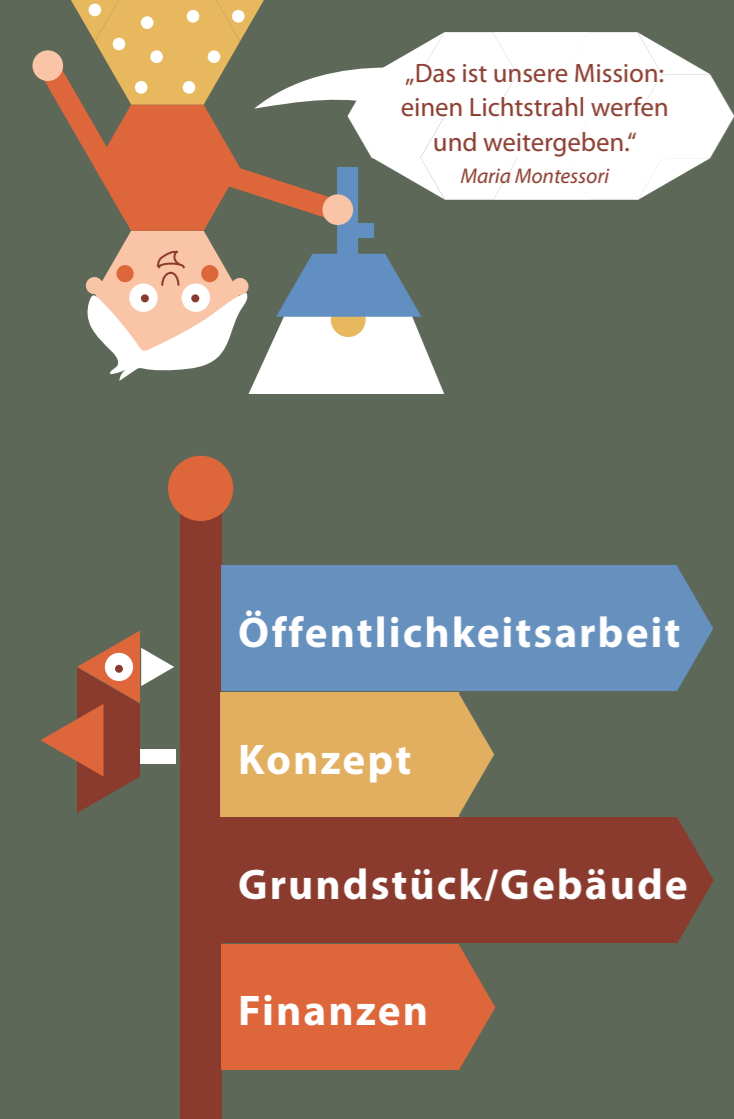 „Das ist unsere Mission:
einen Lichtstrahl werfen
und weitergeben.“
Maria Montessori
Öffentlichkeitsarbeit
Konzept
Grundstück/Gebäude
Finanzen